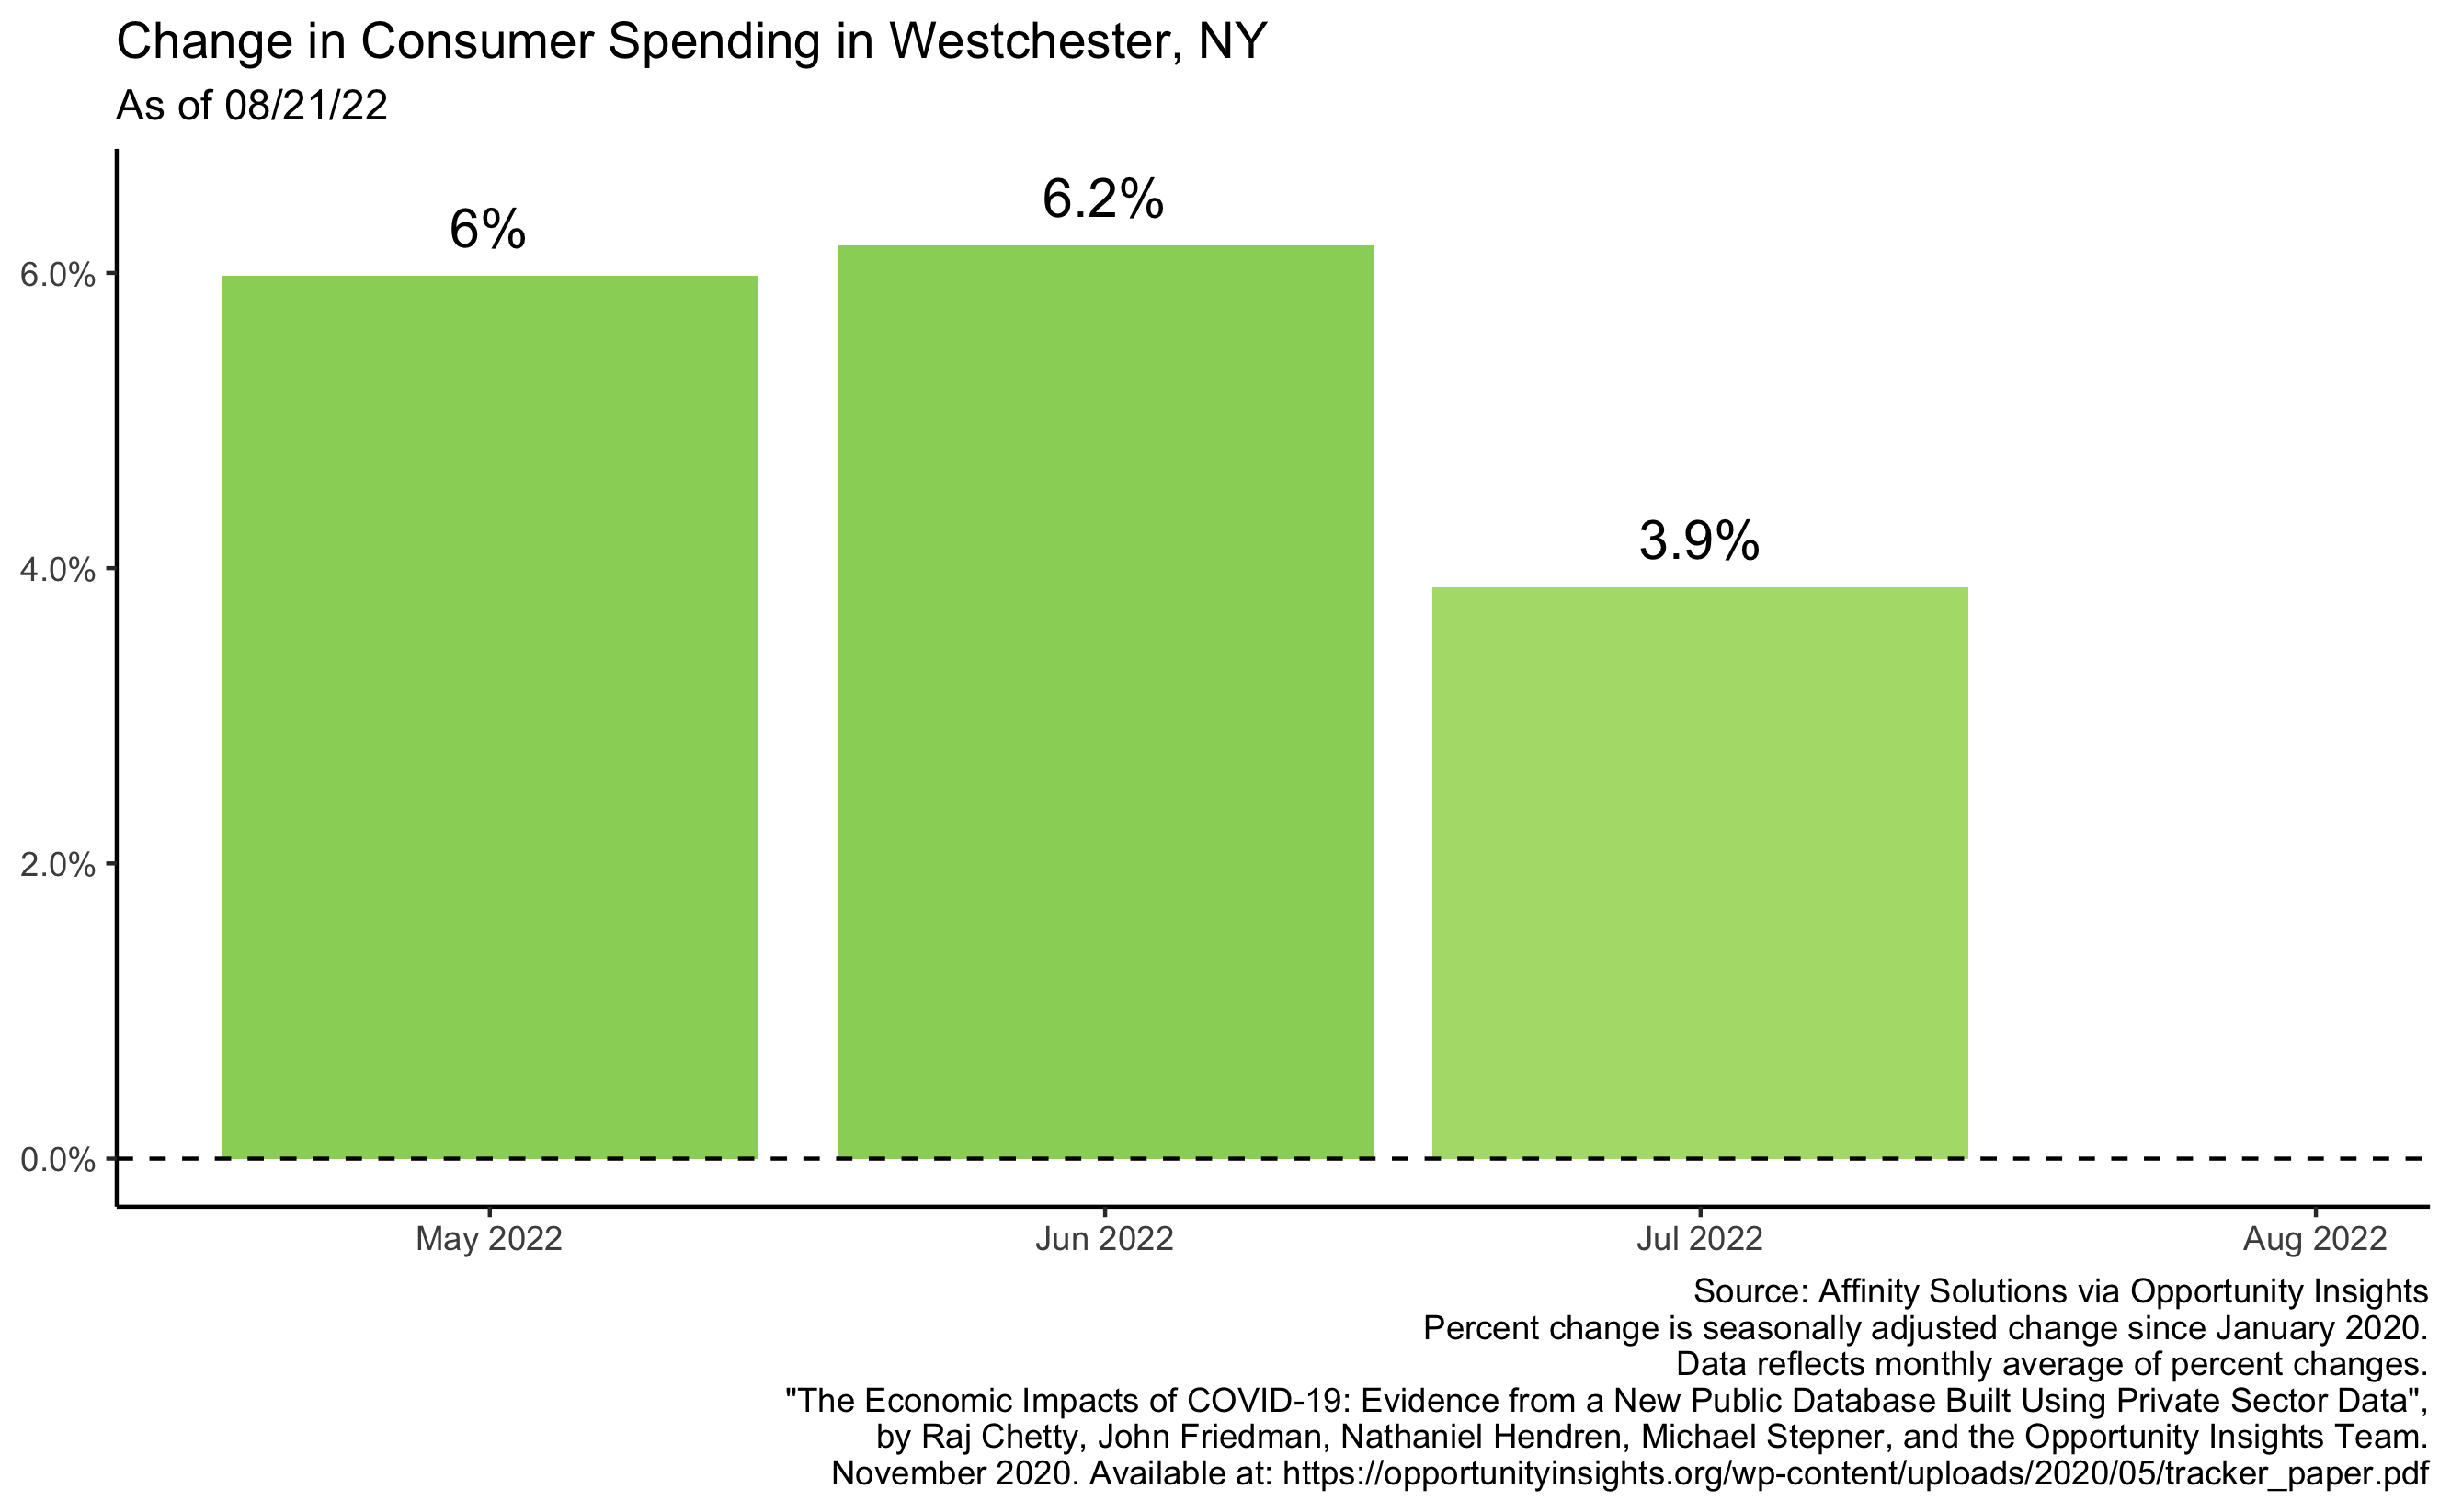 Change in Consumer Spending in Westchester, NY
As of 08/21/22
6%
6.2%
3.9%
6.0%
4.0%
2.0%
0.0%
May 2022 Jun 2022 Jul 2022 Aug 2022
Source: Affinity Solutions via Opportunity Insights
Percent change is seasonally adjusted change since January 2020.
Data reflects monthly average of percent changes.
"The Economic Impacts of COVID-19: Evidence from a New Public Database Built Using Private Sector Data",
by Raj Chetty, John Friedman, Nathaniel Hendren, Michael Stepner, and the Opportunity Insights Team.
November 2020. Available at: https://opportunityinsights.org/wp-content/uploads/2020/05/tracker_paper.pdf